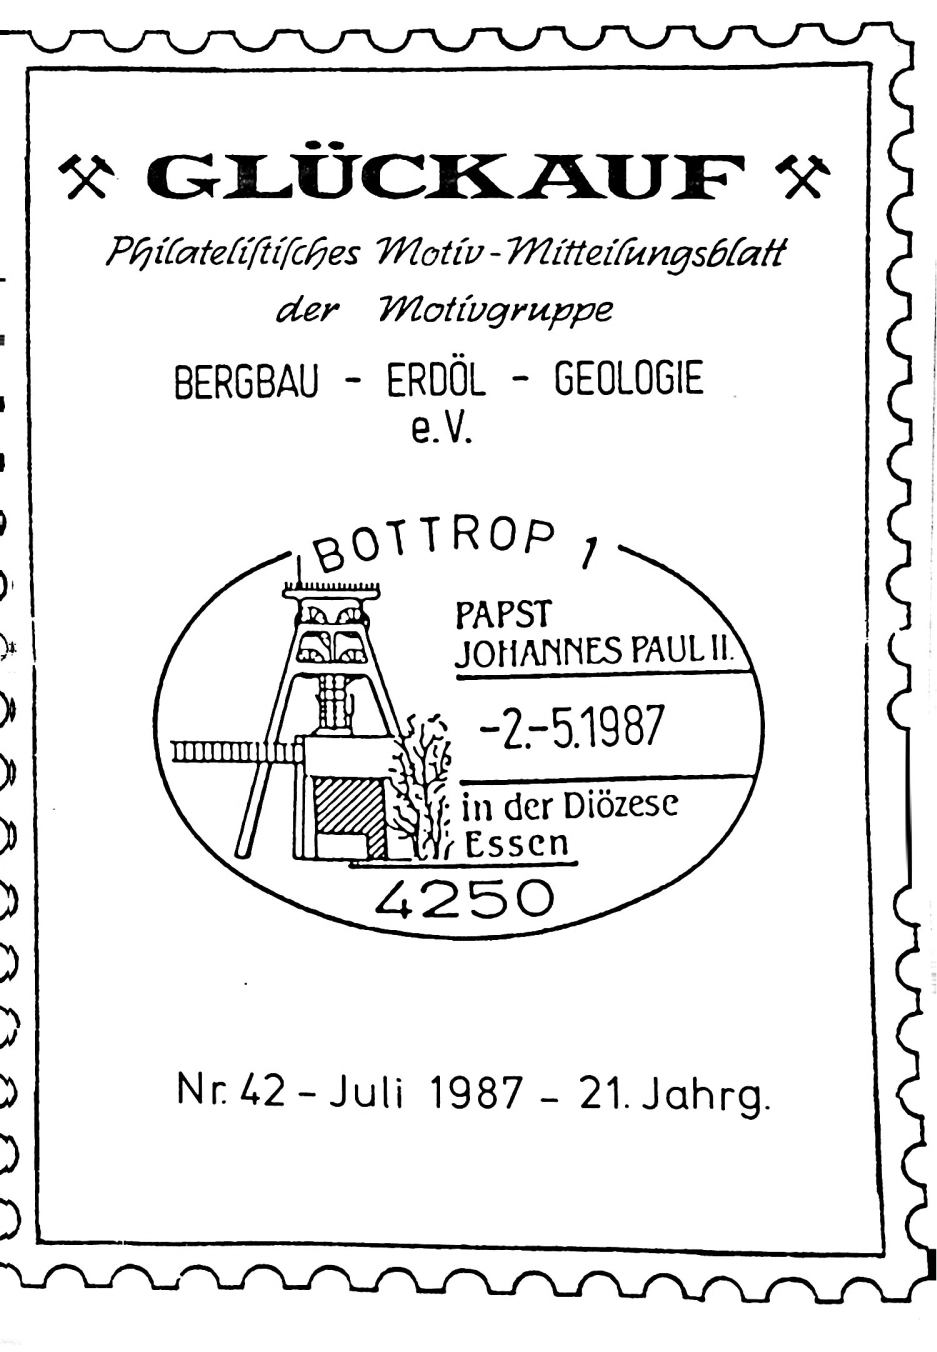 GLÜCKAUF
Philatelistisches Motiv-Mitteilungsblatt
der Motivgruppe
BERGBAU - ERDÖL - GEOLOGIE
e.V.
BOTTROP 1
PAPST
JOHANNES PAUL II.
-2.-5.1987
in der Diözese
Essen
4250
Nr. 42 - Juli 1987 - 21. Jahrg.